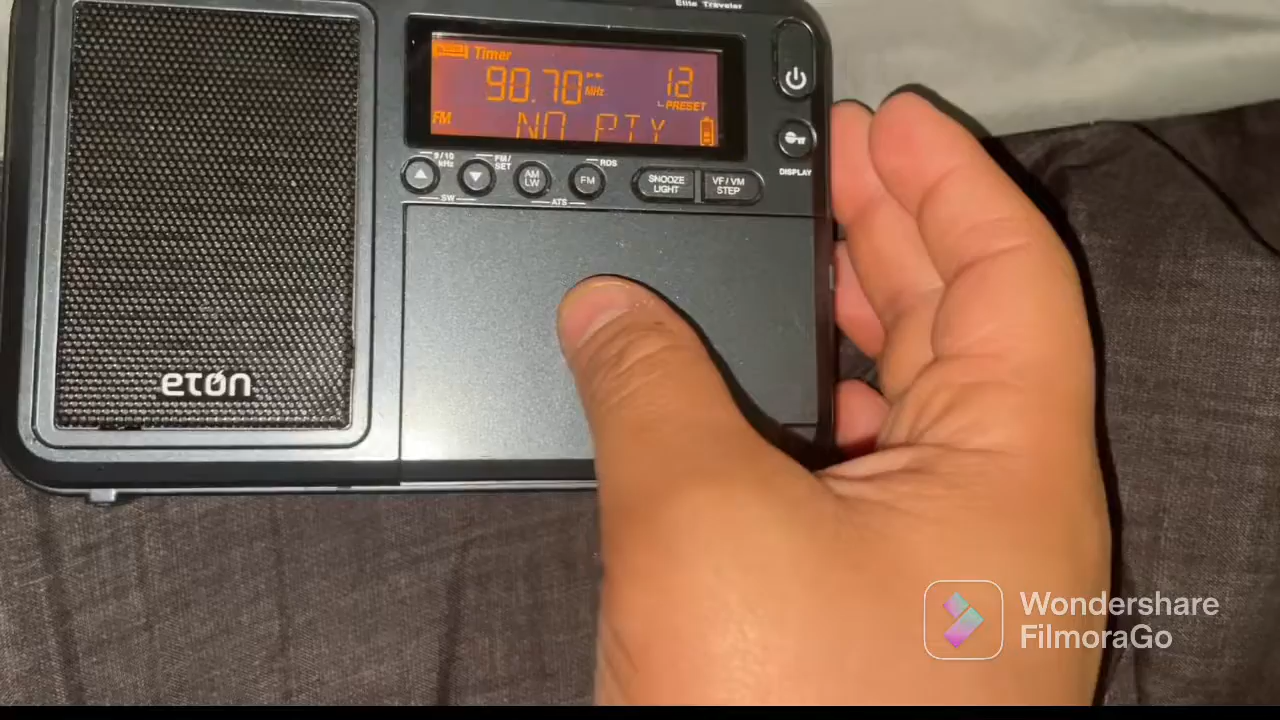 Elite Traveler
Timer
90.70 MHz
12
PRESET
FM
NO PTY
9/10 kHz
FM/ SET
AM LW
RDS
FM
SW
ATS
SNOOZE LIGHT
VF/VM STEP
DISPLAY
etón
Wondershare
FilmoraGo